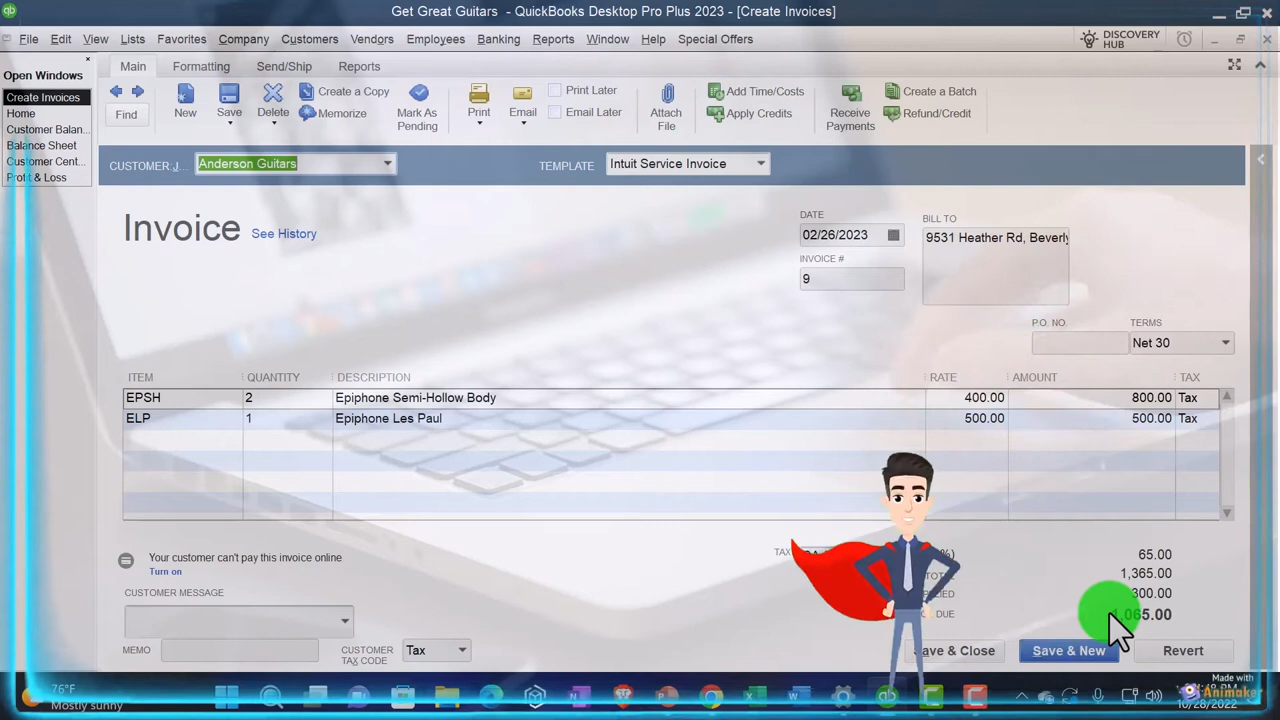 Get Great Guitars - QuickBooks Desktop Pro Plus 2023 - [Create Invoices]
File Edit View Lists Favorites Company Customers Vendors Employees Banking Reports Window Help Special Offers DISCOVERY HUB
Open Windows
Create Invoices
Home
Customer Balan...
Balance Sheet
Customer Cent...
Profit & Loss
Main Formatting Send/Ship Reports
Find New Save Delete Create a Copy Memorize Mark As Pending Print Email Print Later Email Later Attach File Add Time/Costs Apply Credits Receive Payments Create a Batch Refund/Credit
CUSTOMER:J... Anderson Guitars TEMPLATE Intuit Service Invoice
Invoice See History
DATE
02/26/2023
INVOICE #
9
BILL TO
9531 Heather Rd, Beverly
P.O. NO. TERMS
Net 30
ITEM QUANTITY DESCRIPTION RATE AMOUNT TAX
EPSH 2 Epiphone Semi-Hollow Body 400.00 800.00 Tax
ELP 1 Epiphone Les Paul 500.00 500.00 Tax
Your customer can't pay this invoice online
Turn on
TAX 65.00
1,365.00
300.00
DUE 1,065.00
CUSTOMER MESSAGE
MEMO
CUSTOMER TAX CODE Tax
Save & Close Save & New Revert
76°F
Mostly sunny
10/28/2022
Made with
Animaker